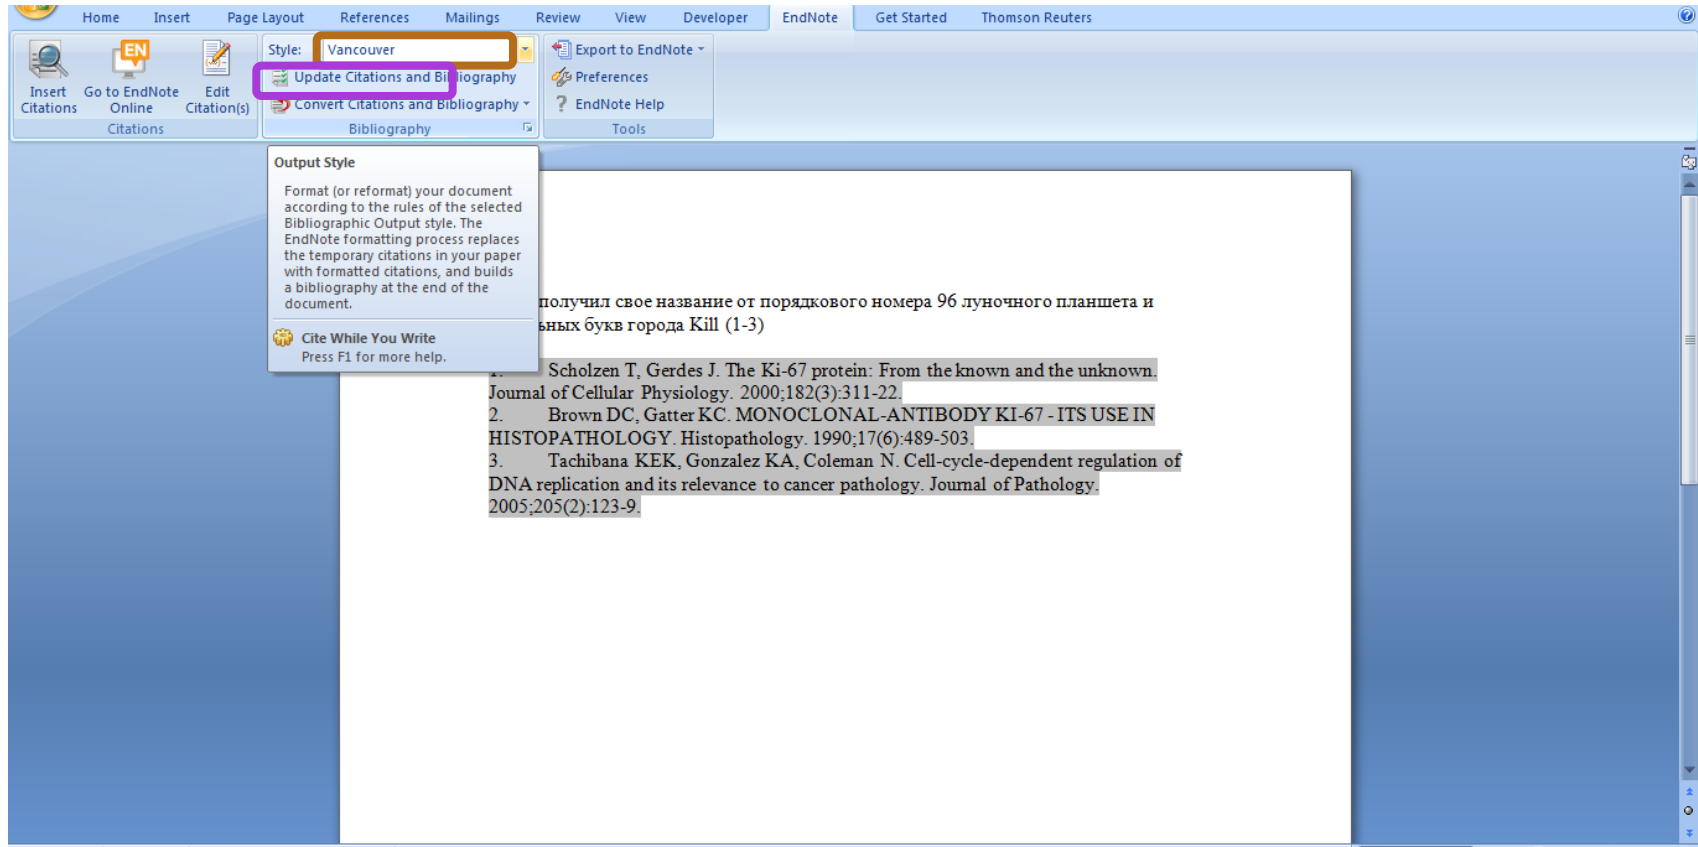 Home Insert Page Layout References Mailings Review View Developer EndNote Get Started Thomson Reuters
Insert Citations
EN
Go to EndNote Online
Edit Citation(s)
Citations
Style: Vancouver
Update Citations and Bibliography
Convert Citations and Bibliography
Bibliography
Export to EndNote
Preferences
? EndNote Help
Tools
Output Style
Format (or reformat) your document
according to the rules of the selected
Bibliographic Output style. The
EndNote formatting process replaces
the temporary citations in your paper
with formatted citations, and builds
a bibliography at the end of the
document.
Cite While You Write
Press F1 for more help.
получил свое название от порядкового номера 96 луночного планшета и
ьных букв города Kill (1-3)
1. Scholzen T, Gerdes J. The Ki-67 protein: From the known and the unknown.
Journal of Cellular Physiology. 2000;182(3):311-22.
2. Brown DC, Gatter KC. MONOCLONAL-ANTIBODY KI-67 - ITS USE IN
HISTOPATHOLOGY. Histopathology. 1990;17(6):489-503.
3. Tachibana KEK, Gonzalez KA, Coleman N. Cell-cycle-dependent regulation of
DNA replication and its relevance to cancer pathology. Journal of Pathology.
2005;205(2):123-9.